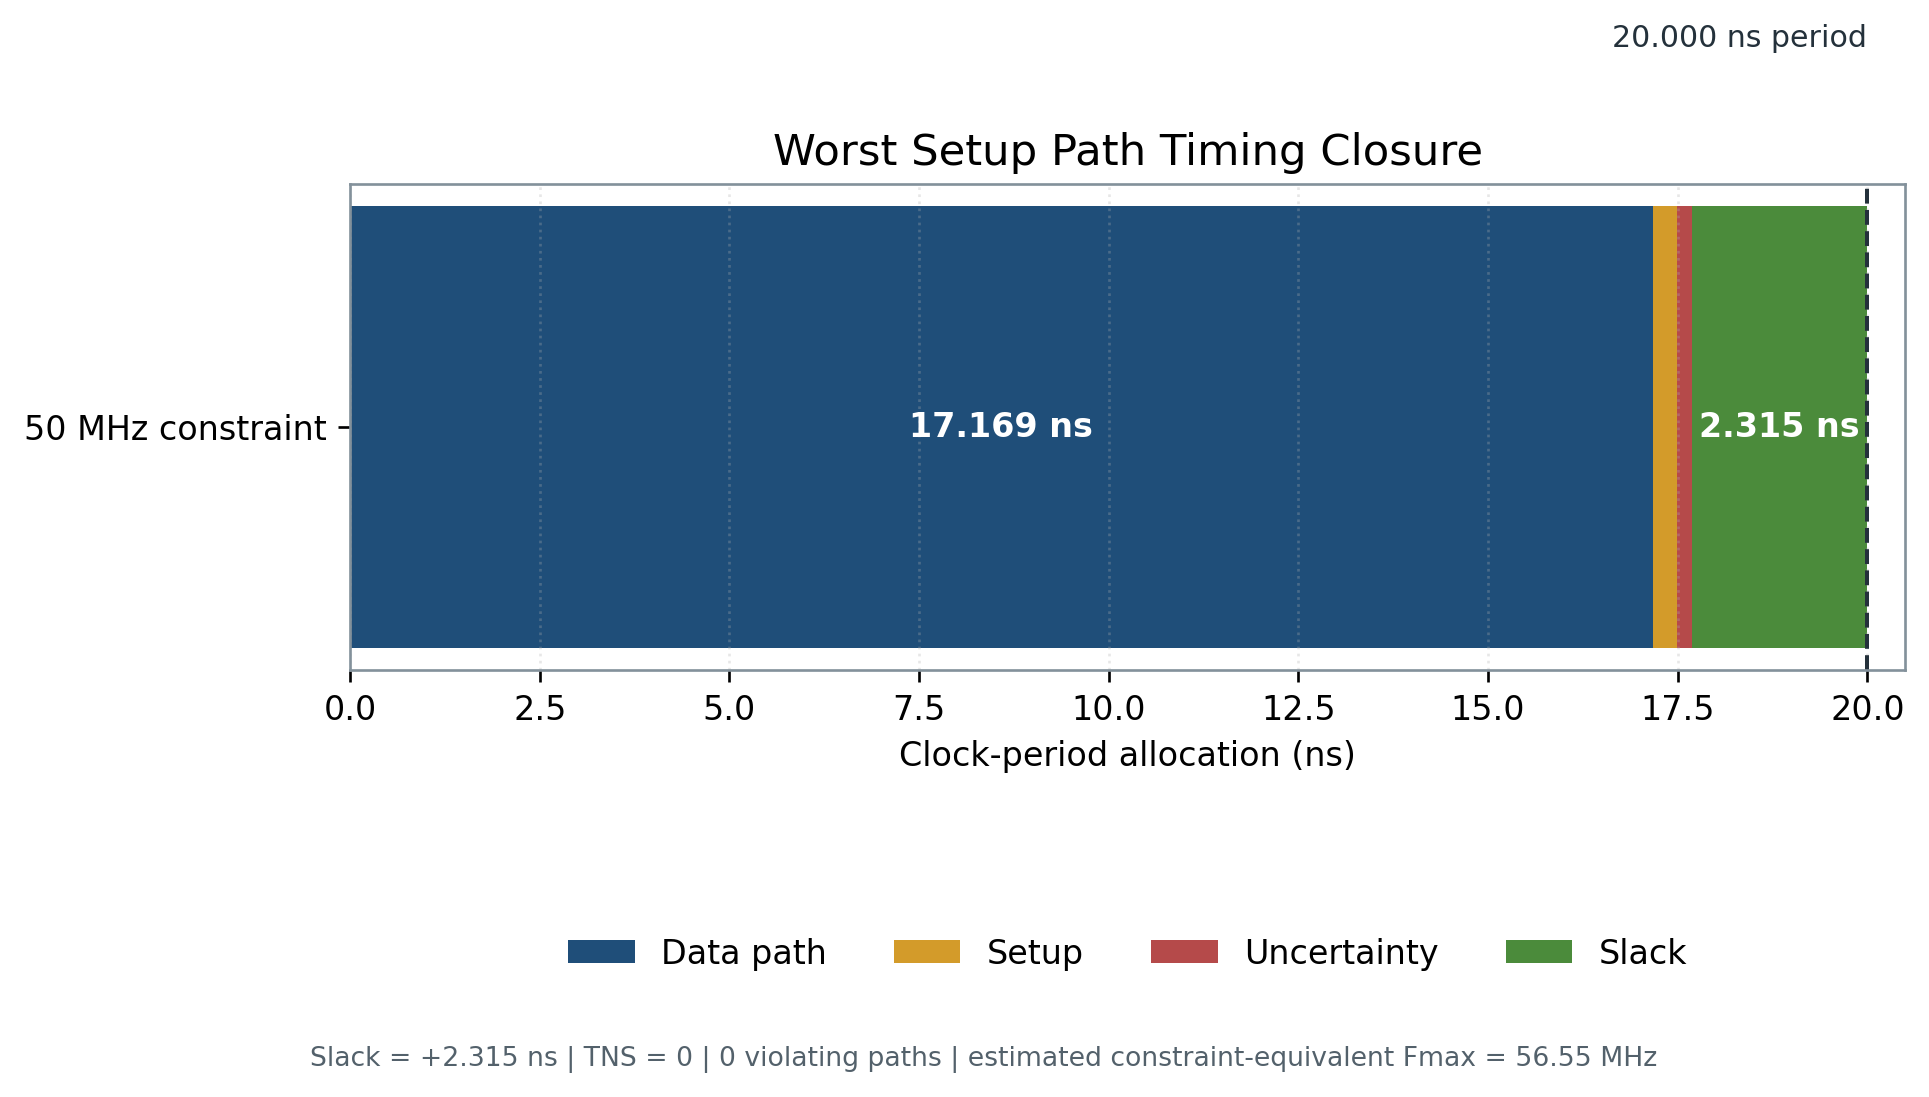 20.000 ns period
Worst Setup Path Timing Closure
50 MHz constraint
17.169 ns
2.315 ns
0.0 2.5 5.0 7.5 10.0 12.5 15.0 17.5 20.0
Clock-period allocation (ns)
Data path Setup Uncertainty Slack
Slack = +2.315 ns | TNS = 0 | 0 violating paths | estimated constraint-equivalent Fmax = 56.55 MHz